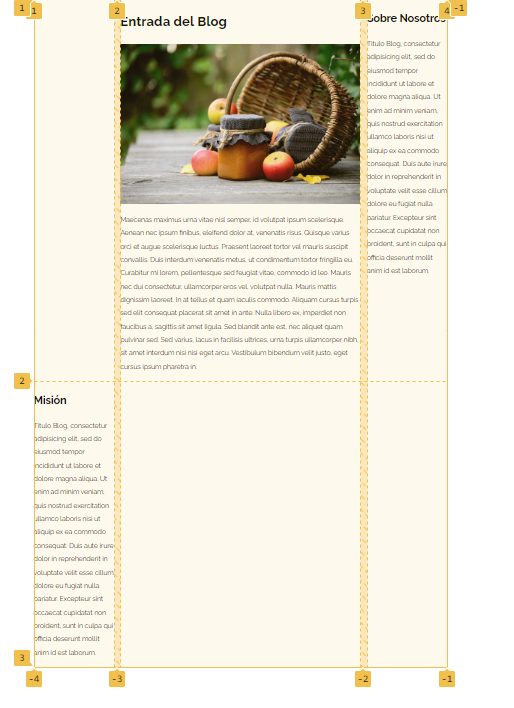 1
1
2
3
4
-1
Entrada del Blog
Sobre Nosotros
Título Blog, consectetur
adipisicing elit, sed do
eiusmod tempor
incididunt ut labore et
dolore magna aliqua. Ut
enim ad minim veniam,
quis nostrud exercitation
ullamco laboris nisi ut
aliquip ex ea commodo
consequat. Duis aute irure
dolor in reprehenderit in
voluptate velit esse cillum
dolore eu fugiat nulla
pariatur. Excepteur sint
occaecat cupidatat non
proident, sunt in culpa qui
officia deserunt mollit
anim id est laborum.
Maecenas maximus urna vitae nisl semper, id volutpat ipsum scelerisque.
Aenean nec ipsum finibus, eleifend dolor at, venenatis risus. Quisque varius
orci et augue scelerisque luctus. Praesent laoreet tortor vel mauris suscipit
convallis. Duis interdum venenatis metus, ut condimentum tortor fringilla eu.
Curabitur mi lorem, pellentesque sed feugiat vitae, commodo id leo. Mauris
nec dui consectetur, ullamcorper eros vel, volutpat nulla. Mauris mattis
dignissim laoreet. In at tellus et quam iaculis commodo. Aliquam cursus turpis
sed elit consequat placerat sit amet in ante. Nulla libero ex, imperdiet non
faucibus a, sagittis sit amet ligula. Sed blandit ante est, nec aliquet quam
pulvinar sed. Sed varius, lacus in facilisis ultrices, urna turpis ullamcorper nibh,
sit amet interdum nisi nisl eget arcu. Vestibulum bibendum velit justo, eget
cursus ipsum pharetra in.
2
Misión
Título Blog, consectetur
adipisicing elit, sed do
eiusmod tempor
incididunt ut labore et
dolore magna aliqua. Ut
enim ad minim veniam,
quis nostrud exercitation
ullamco laboris nisi ut
aliquip ex ea commodo
consequat. Duis aute irure
dolor in reprehenderit in
voluptate velit esse cillum
dolore eu fugiat nulla
pariatur. Excepteur sint
occaecat cupidatat non
proident, sunt in culpa qui
officia deserunt mollit
anim id est laborum.
3
-4
-3
-2
-1